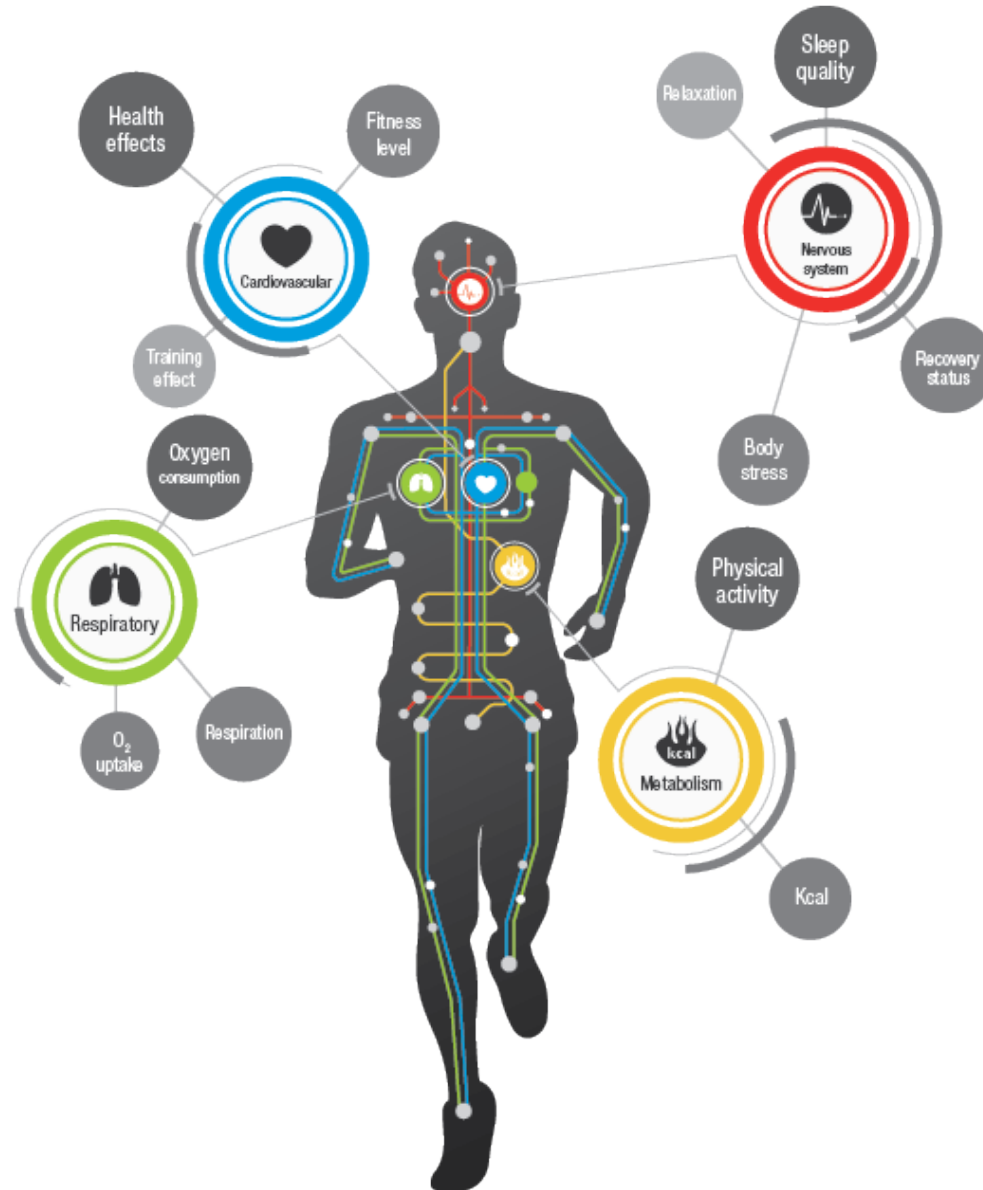 Health
effects
Fitness
level
Cardiovascular
Training
effect
Relaxation
Sleep
quality
Nervous
system
Recovery
status
Body
stress
Oxygen
consumption
Respiratory
O₂
uptake
Respiration
Physical
activity
kcal
Metabolism
Kcal